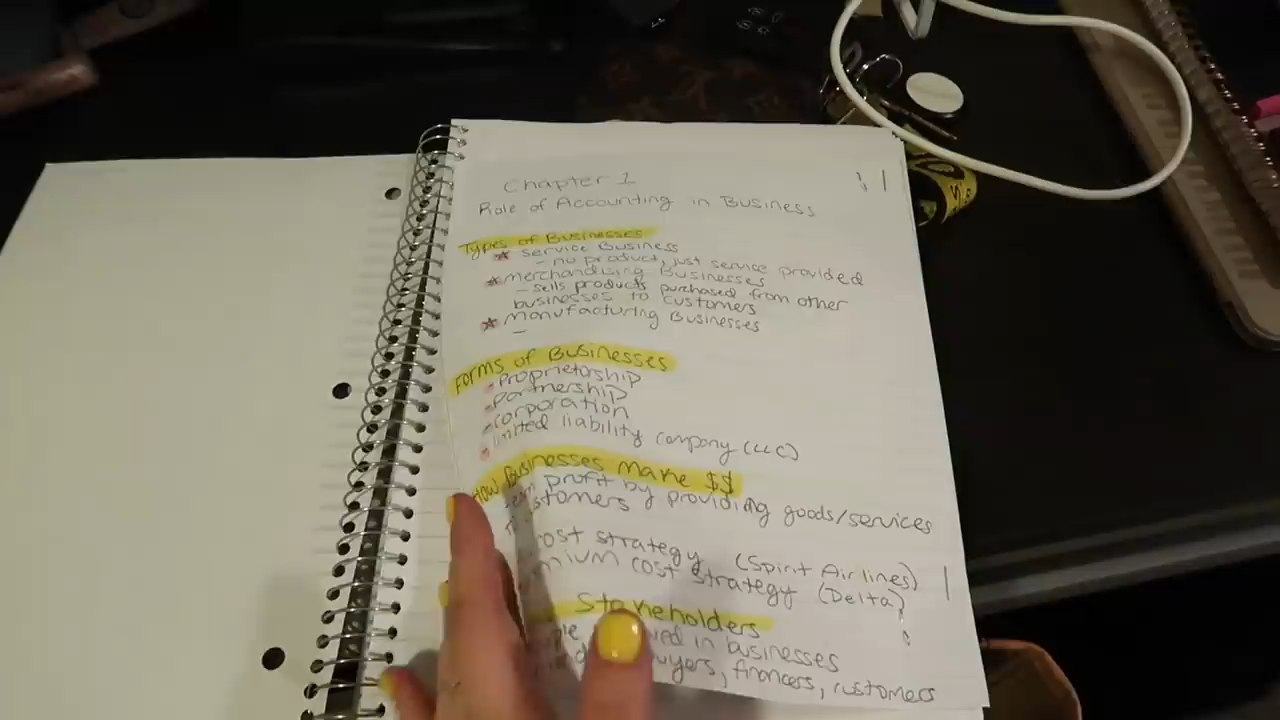 Chapter 1
Role of Accounting in Business
Types of Businesses
* Service Business
- no product, just service provided
* Merchandising Businesses
- sells products purchased from other
businesses to customers
* Manufacturing Businesses
-
Forms of Businesses
- Proprietorship
- partnership
- corporation
- limited liability company (LLC)
How Businesses Make $$
profit by providing goods/services
customers
cost strategy (Spirit Airlines)
cost strategy (Delta)
Stakeholders
in businesses
financers, customers